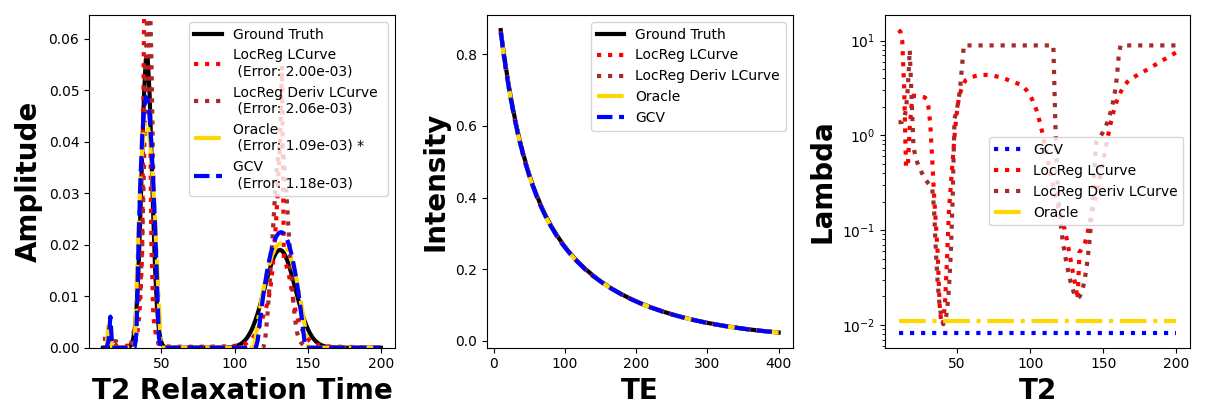 Amplitude
0.06
0.05
0.04
0.03
0.02
0.01
0.00
50
100
150
200
T2 Relaxation Time
Ground Truth
LocReg LCurve
(Error: 2.00e-03)
LocReg Deriv LCurve
(Error: 2.06e-03)
Oracle
(Error: 1.09e-03) *
GCV
(Error: 1.18e-03)
Intensity
0.8
0.6
0.4
0.2
0.0
0
100
200
300
400
TE
Ground Truth
LocReg LCurve
LocReg Deriv LCurve
Oracle
GCV
Lambda
10¹
10⁰
10⁻¹
10⁻²
50
100
150
200
T2
GCV
LocReg LCurve
LocReg Deriv LCurve
Oracle